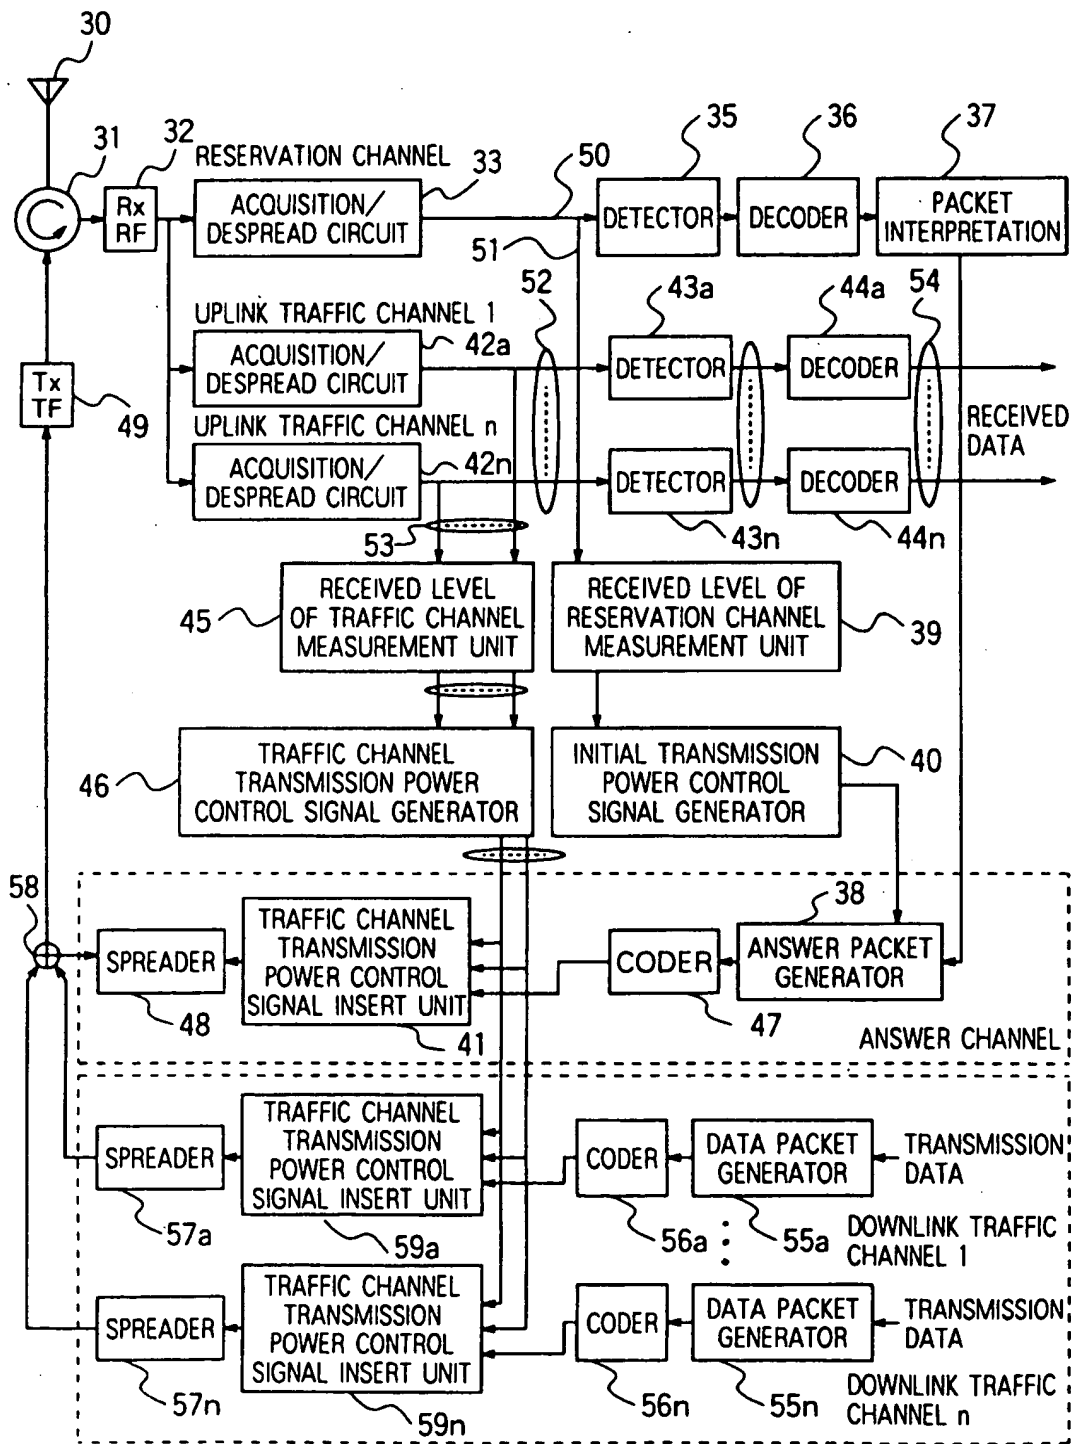 30
31
32
RESERVATION CHANNEL
33
50
35
36
37
Rx
RF
ACQUISITION/
DESPREAD CIRCUIT
DETECTOR
DECODER
PACKET
INTERPRETATION
51
52
UPLINK TRAFFIC CHANNEL 1
42a
43a
44a
54
ACQUISITION/
DESPREAD CIRCUIT
DETECTOR
DECODER
Tx
TF
49
UPLINK TRAFFIC CHANNEL n
42n
RECEIVED
DATA
ACQUISITION/
DESPREAD CIRCUIT
DETECTOR
DECODER
53
43n
44n
45
RECEIVED LEVEL
OF TRAFFIC CHANNEL
MEASUREMENT UNIT
RECEIVED LEVEL OF
RESERVATION CHANNEL
MEASUREMENT UNIT
39
46
TRAFFIC CHANNEL
TRANSMISSION POWER
CONTROL SIGNAL GENERATOR
INITIAL TRANSMISSION
POWER CONTROL
SIGNAL GENERATOR
40
58
38
SPREADER
TRAFFIC CHANNEL
TRANSMISSION
POWER CONTROL
SIGNAL INSERT UNIT
CODER
ANSWER PACKET
GENERATOR
48
41
47
ANSWER CHANNEL
SPREADER
TRAFFIC CHANNEL
TRANSMISSION
POWER CONTROL
SIGNAL INSERT UNIT
CODER
DATA PACKET
GENERATOR
TRANSMISSION
DATA
57a
59a
56a
55a
DOWNLINK TRAFFIC
CHANNEL 1
SPREADER
TRAFFIC CHANNEL
TRANSMISSION
POWER CONTROL
SIGNAL INSERT UNIT
CODER
DATA PACKET
GENERATOR
TRANSMISSION
DATA
57n
59n
56n
55n
DOWNLINK TRAFFIC
CHANNEL n